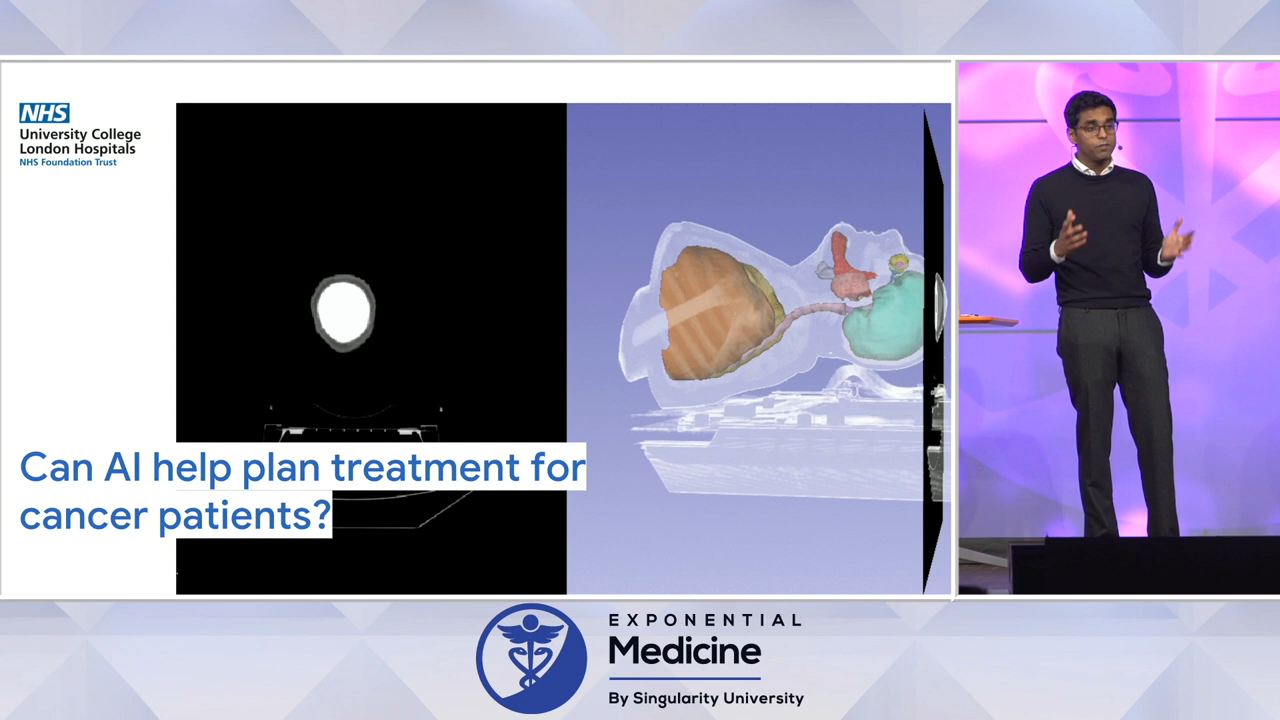 NHS
University College
London Hospitals
NHS Foundation Trust
Can AI help plan treatment for
cancer patients?
EXPONENTIAL
Medicine
By Singularity University